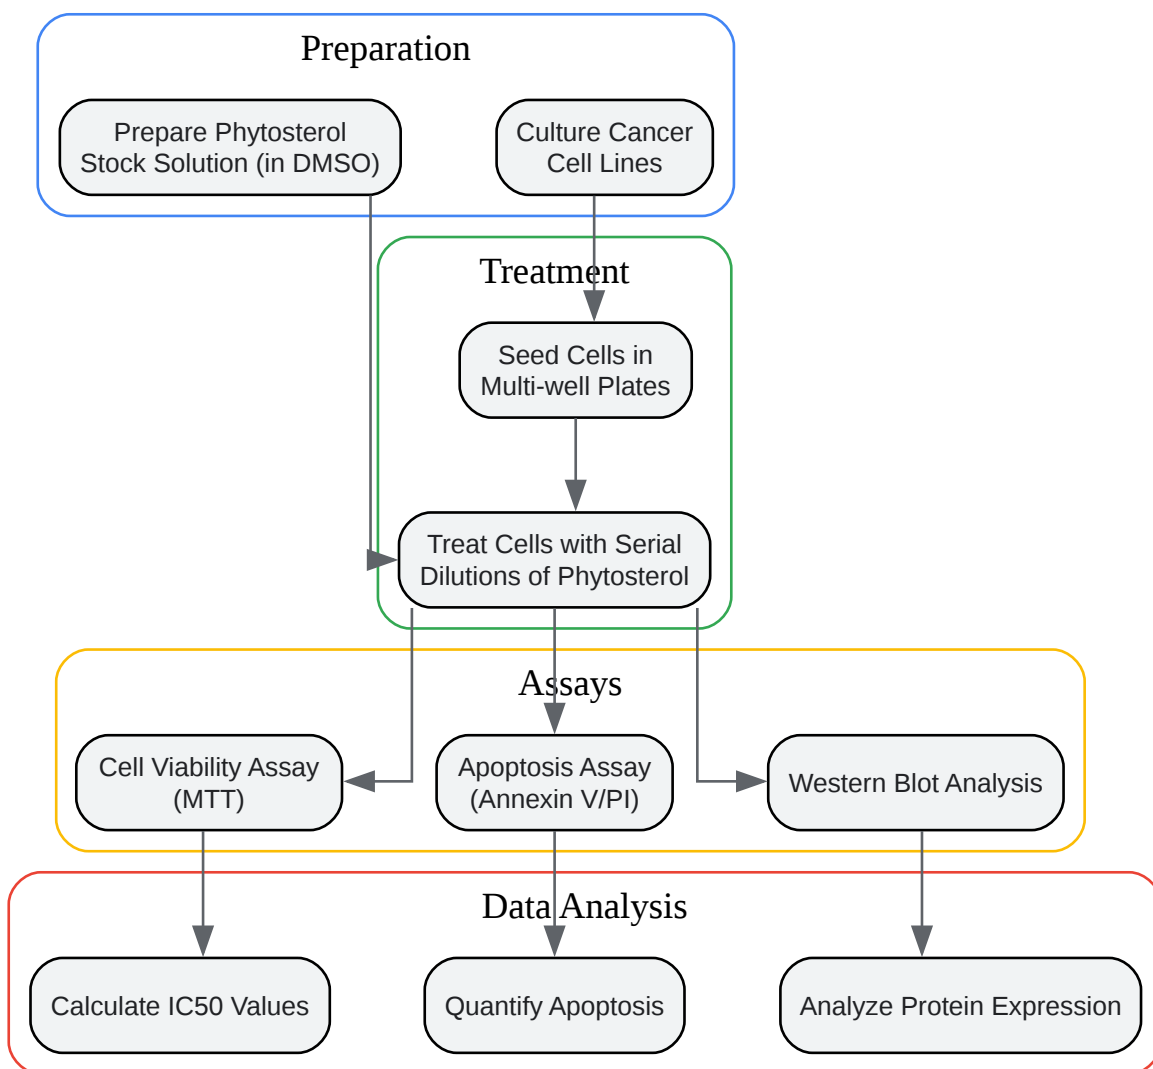 Preparation
Prepare Phytosterol
Stock Solution (in DMSO)
Culture Cancer
Cell Lines
Treatment
Seed Cells in
Multi-well Plates
Treat Cells with Serial
Dilutions of Phytosterol
Assays
Cell Viability Assay
(MTT)
Apoptosis Assay
(Annexin V/PI)
Western Blot Analysis
Data Analysis
Calculate IC50 Values
Quantify Apoptosis
Analyze Protein Expression